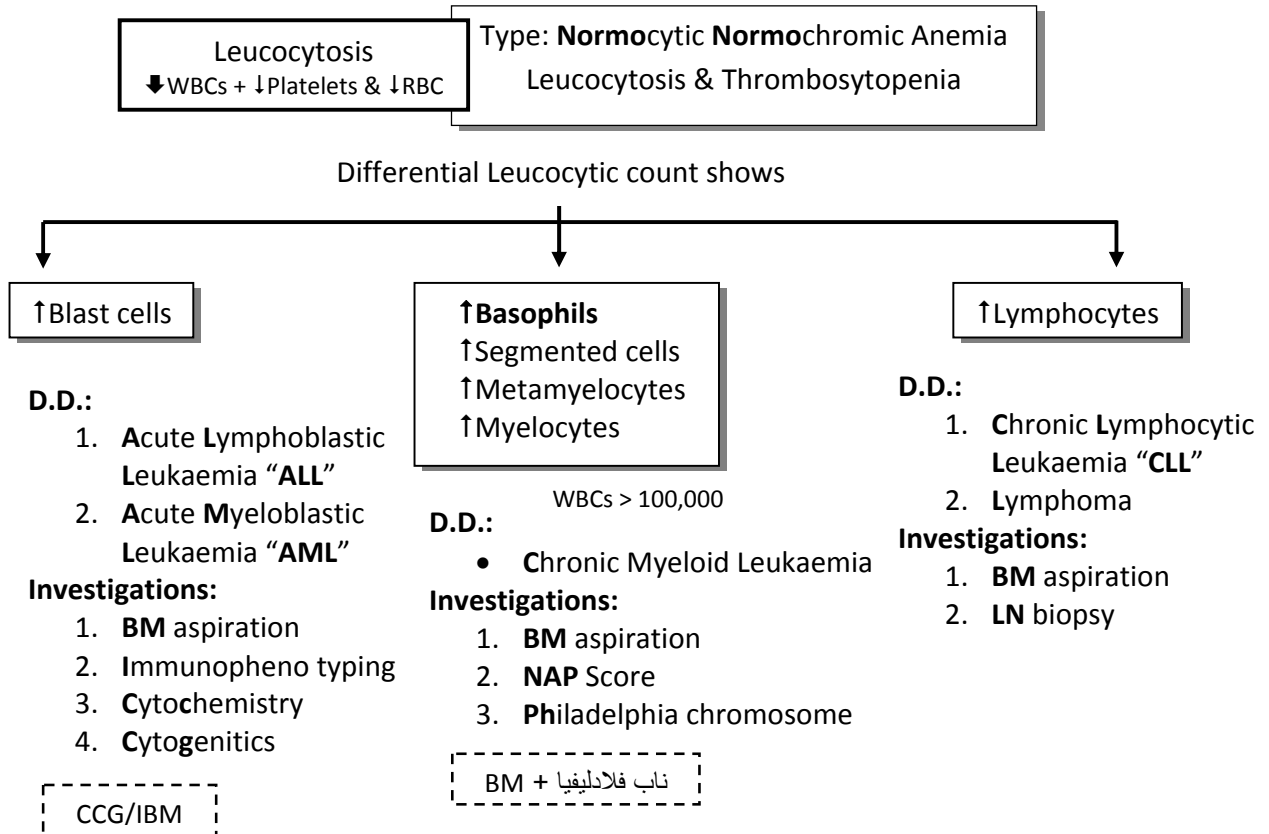 Leucocytosis
🡇WBCs + ↓Platelets & ↓RBC
Type: Normocytic Normochromic Anemia
Leucocytosis & Thrombosytopenia
Differential Leucocytic count shows
↑Blast cells
D.D.:
1. Acute Lymphoblastic
Leukaemia “ALL”
2. Acute Myeloblastic
Leukaemia “AML”
Investigations:
1. BM aspiration
2. Immunopheno typing
3. Cytochemistry
4. Cytogenitics
CCG/IBM
↑Basophils
↑Segmented cells
↑Metamyelocytes
↑Myelocytes
WBCs > 100,000
D.D.:
• Chronic Myeloid Leukaemia
Investigations:
1. BM aspiration
2. NAP Score
3. Philadelphia chromosome
BM + ناب فلادليفيا
↑Lymphocytes
D.D.:
1. Chronic Lymphocytic
Leukaemia “CLL”
2. Lymphoma
Investigations:
1. BM aspiration
2. LN biopsy